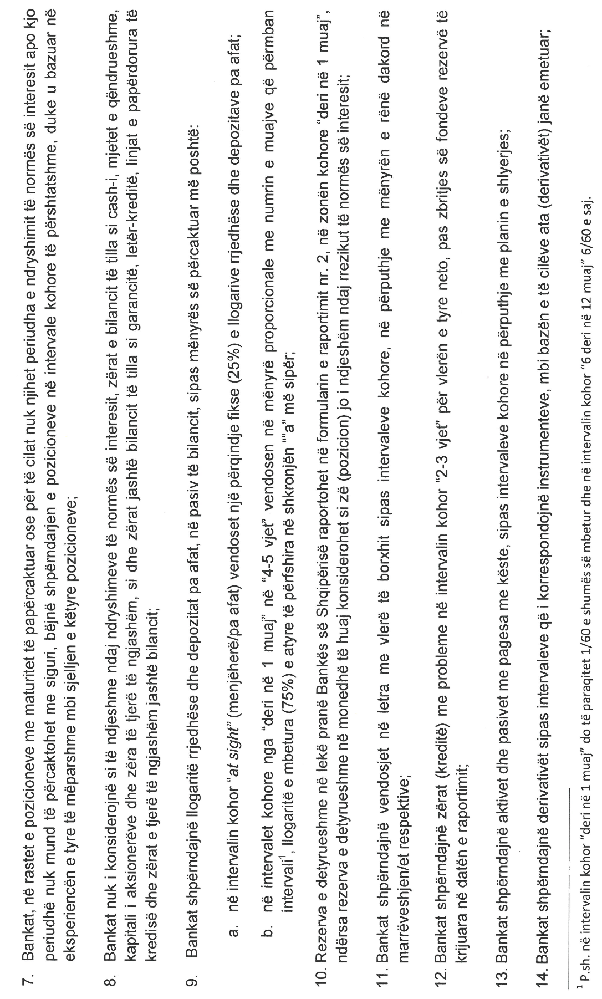 7. Bankat, në rastet e pozicioneve me maturitet të papërcaktuar ose për të cilat nuk njihet periudha e ndryshimit të normës së interesit apo kjo
periudhë nuk mund të përcaktohet me siguri, bëjnë shpërndarjen e pozicioneve në intervale kohore të përshtatshme, duke u bazuar në
eksperiencën e tyre të mëparshme mbi sjelljen e këtyre pozicioneve;
8. Bankat nuk i konsiderojnë si të ndjeshme ndaj ndryshimeve të normës së interesit, zërat e bilancit të tilla si cash-i, mjetet e qëndrueshme,
kapitali i aksionerëve dhe zëra të tjerë të ngjashëm, si dhe zërat jashtë bilancit të tilla si garancitë, letër-kreditë, linjat e papërdorura të
kredisë dhe zërat e tjerë të ngjashëm jashtë bilancit;
9. Bankat shpërndajnë llogaritë rrjedhëse dhe depozitat pa afat, në pasiv të bilancit, sipas mënyrës së përcaktuar më poshtë:
a. në intervalin kohor “at sight” (menjëherë/pa afat) vendoset një përqindje fikse (25%) e llogarive rrjedhëse dhe depozitave pa afat;
b. në intervalet kohore nga “deri në 1 muaj” në “4-5 vjet” vendosen në mënyrë proporcionale me numrin e muajve që përmban
intervali¹, llogaritë e mbetura (75%) e atyre të përfshira në shkronjën “”a” më sipër;
10. Rezerva e detyrueshme në lekë pranë Bankës së Shqipërisë raportohet në formularin e raportimit nr. 2, në zonën kohore “deri në 1 muaj”,
ndërsa rezerva e detyrueshme në monedhë të huaj konsiderohet si zë (pozicion) jo i ndjeshëm ndaj rrezikut të normës së interesit;
11. Bankat shpërndajnë vendosjet në letra me vlerë të borxhit sipas intervaleve kohore, në përputhje me mënyrën e rënë dakord në
marrëveshjen/et respektive;
12. Bankat shpërndajnë zërat (kreditë) me probleme në intervalin kohor “2-3 vjet” për vlerën e tyre neto, pas zbritjes së fondeve rezervë të
krijuara në datën e raportimit;
13. Bankat shpërndajnë aktivet dhe pasivet me pagesa me këste, sipas intervaleve kohore në përputhje me planin e shlyerjes;
14. Bankat shpërndajnë derivativët sipas intervaleve që i korrespondojnë instrumenteve, mbi bazën e të cilëve ata (derivativët) janë emetuar;
¹ P.sh. në intervalin kohor “deri në 1 muaj” do të paraqitet 1/60 e shumës së mbetur dhe në intervalin kohor “6 deri në 12 muaj” 6/60 e saj.